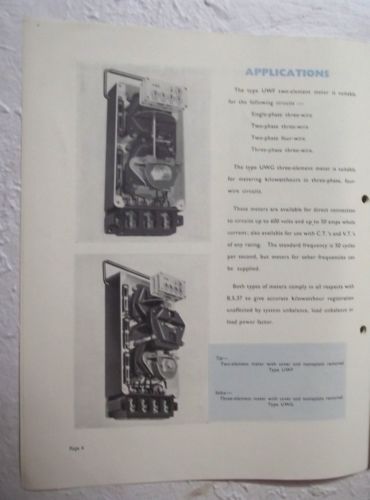 APPLICATIONS
The type UWF two-element meter is suitable
for the following circuits :—
Single-phase three-wire
Two-phase three-wire
Two-phase four-wire
Three-phase three-wire.
The type UWG three-element meter is suitable
for metering kilowatthours in three-phase, four-
wire circuits.
These meters are available for direct connection
to circuits up to 600 volts and up to 50 amps whole
current; also available for use with C.T.'s and V.T.'s
of any rating. The standard frequency is 50 cycles
per second, but meters for other frequencies can
be supplied.
Both types of meters comply in all respects with
B.S.37 to give accurate kilowatthour registration
unaffected by system unbalance, load unbalance or
load power factor.
Top—
Two-element meter with cover and nameplate removed
Type UWF
Below—
Three-element meter with cover and nameplate removed
Type UWG
Page 4